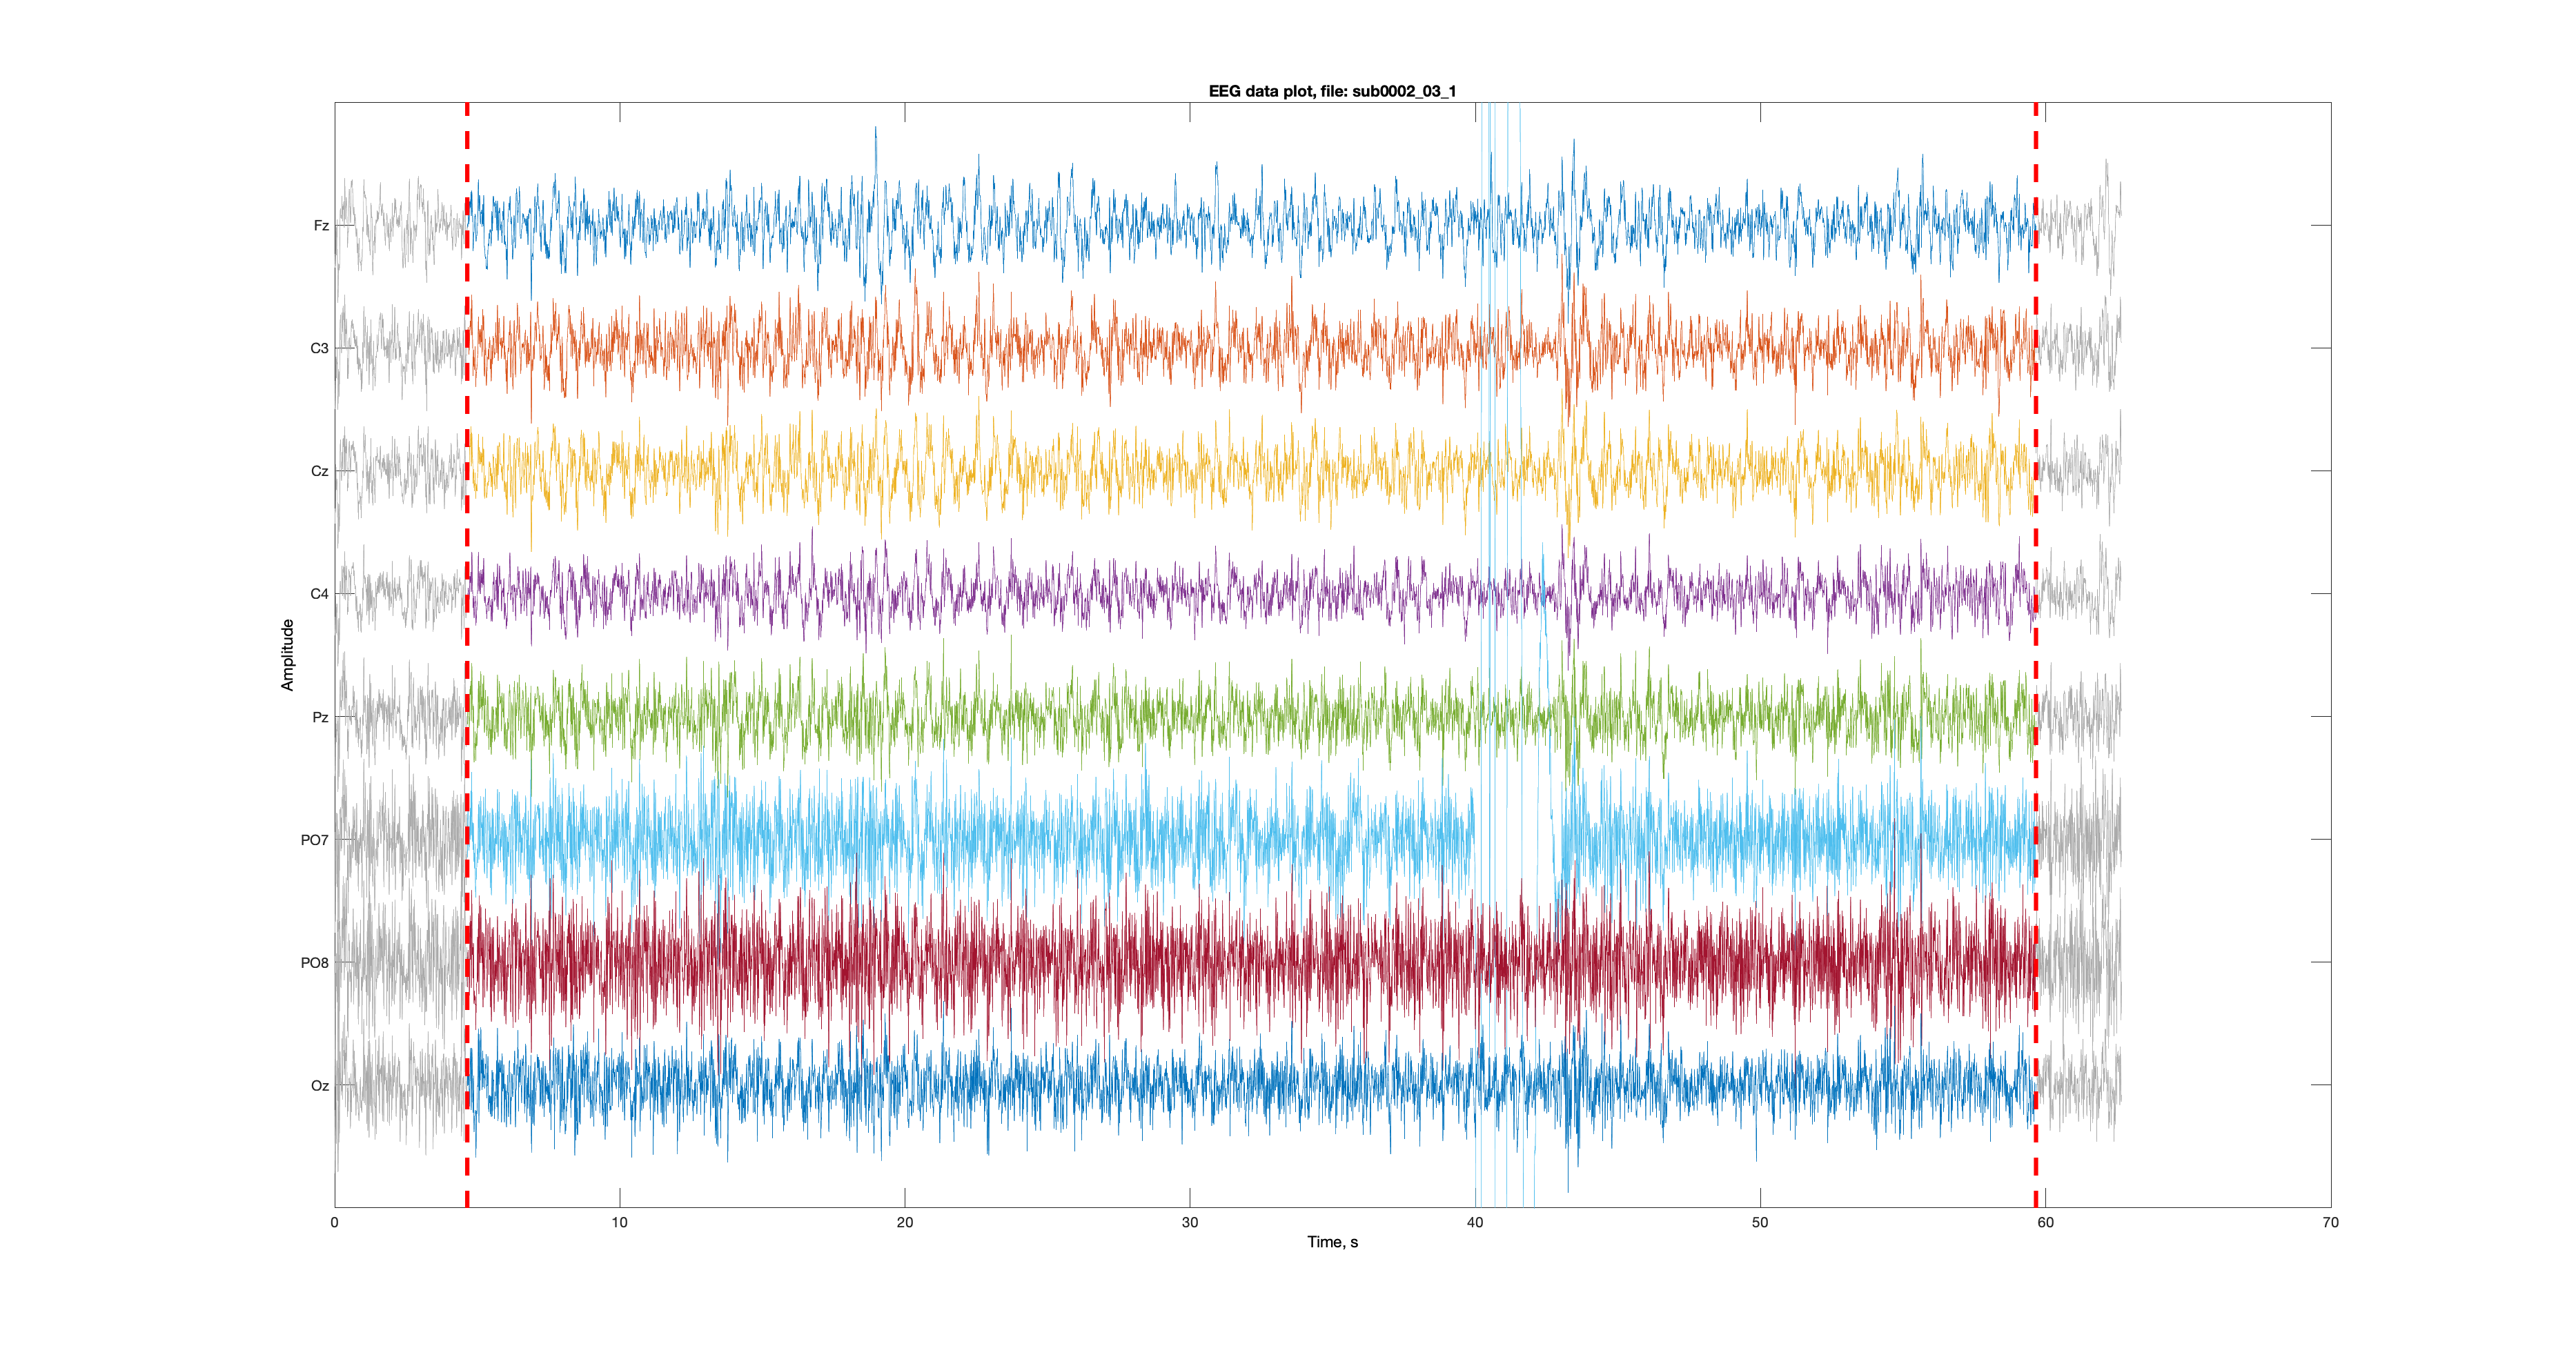 EEG data plot, file: sub0002_03_1
Fz
C3
Cz
C4
Amplitude
Pz
PO7
PO8
Oz
0 10 20 30 40 50 60 70
Time, s